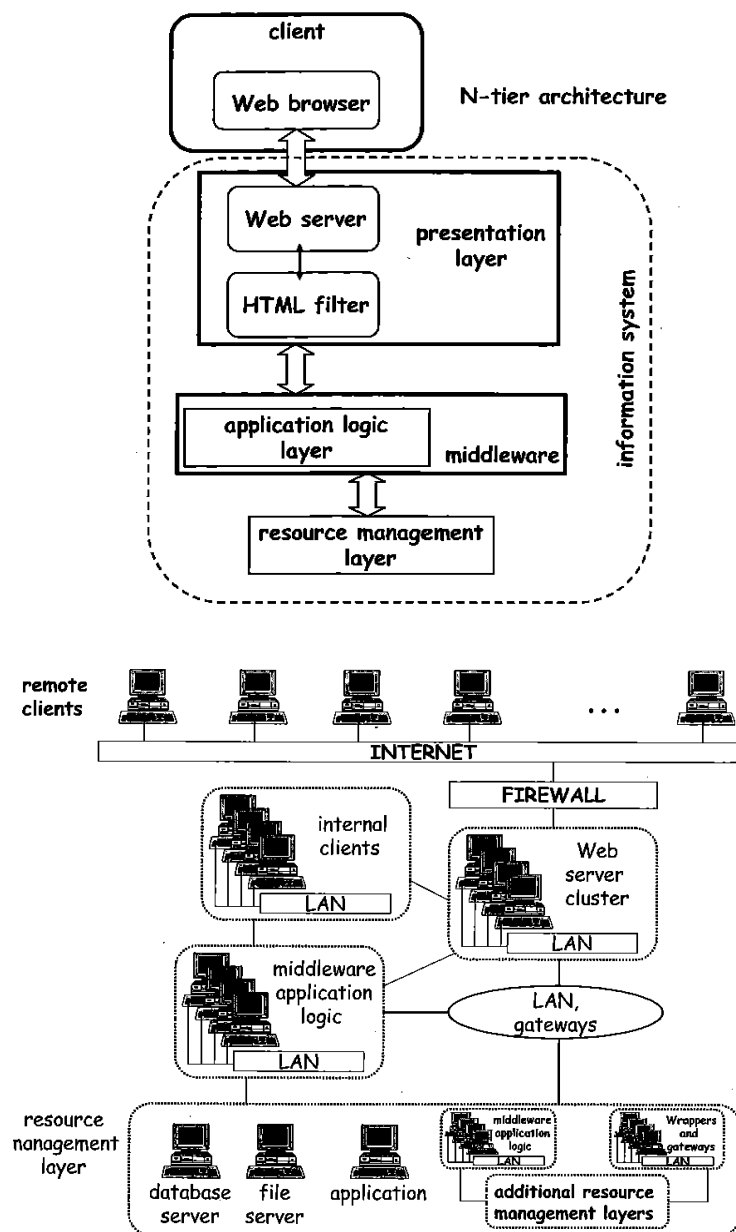 client
Web browser
N-tier architecture
Web server
presentation
layer
HTML filter
information system
application logic
layer
middleware
resource management
layer
remote
clients
...
INTERNET
FIREWALL
internal
clients
LAN
Web
server
cluster
LAN
middleware
application
logic
LAN
LAN,
gateways
resource
nanagement
layer
database
server
file
server
application
middleware
application
logic
LAN
Wrappers and
gateways
LAN
additional resource
management layers